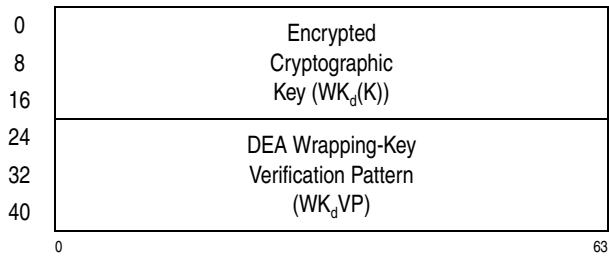 0
Encrypted
8
Cryptographic
16
Key (WKd(K))
24
DEA Wrapping-Key
32
Verification Pattern
40
(WKdVP)
0 63